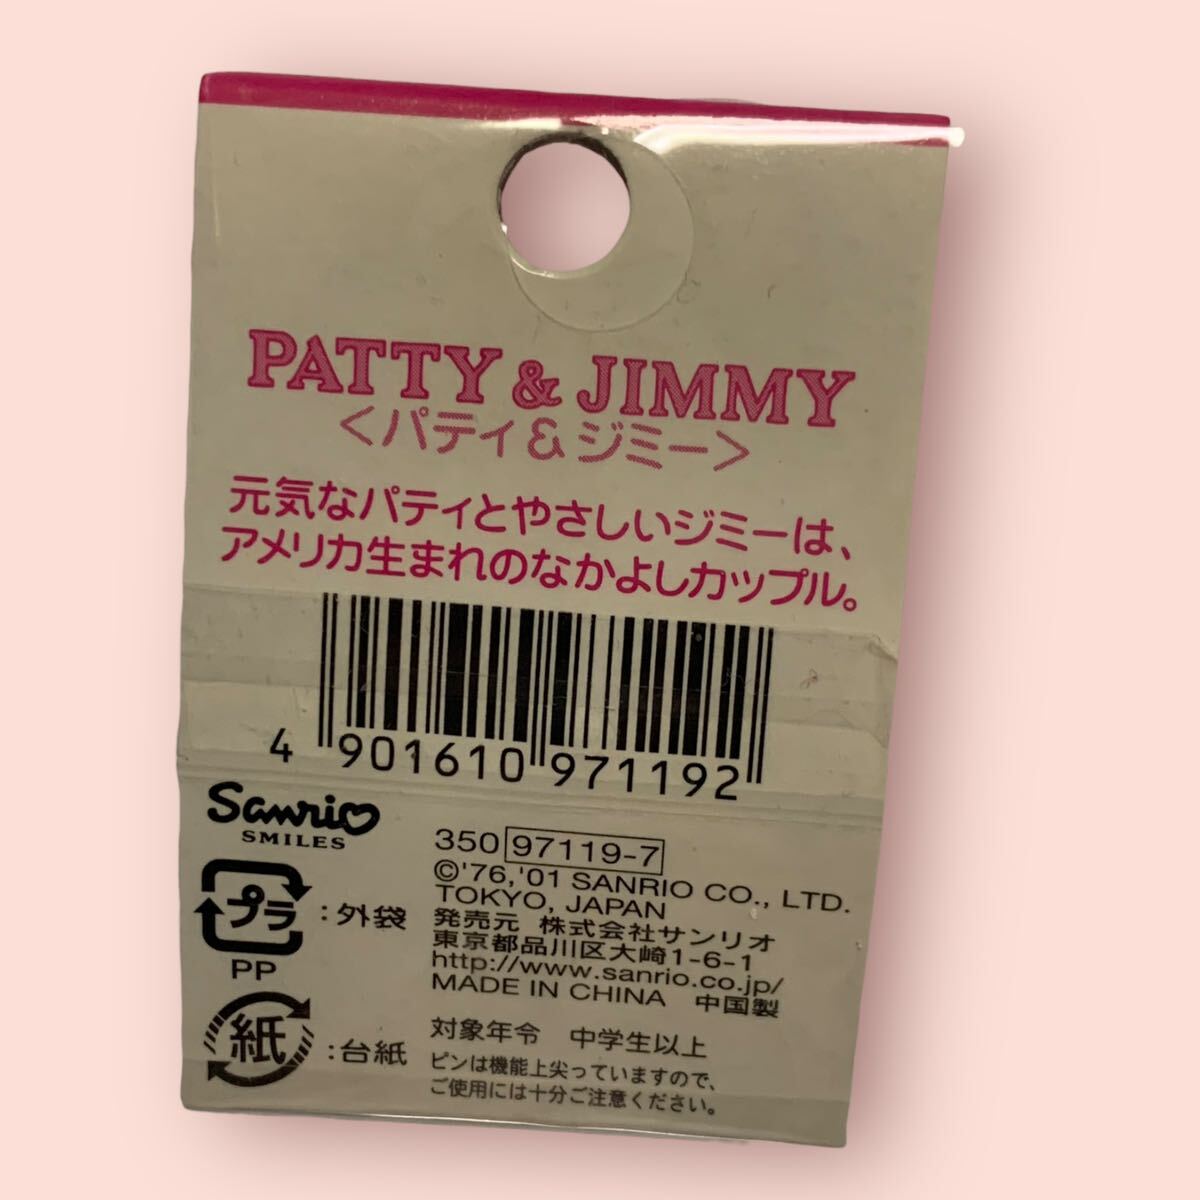 PATTY & JIMMY
<パティ&ジミー>
元気なパティとやさしいジミーは、
アメリカ生まれのなかよしカップル。
4 901610 971192
Sanrio
SMILES
プラ :外袋
PP
紙 :台紙
350 97119-7
©'76,'01 SANRIO CO., LTD.
TOKYO, JAPAN
発売元 株式会社サンリオ
東京都品川区大崎1-6-1
http://www.sanrio.co.jp/
MADE IN CHINA 中国製
対象年令 中学生以上
ピンは機能上尖っていますので、
ご使用には十分ご注意ください。